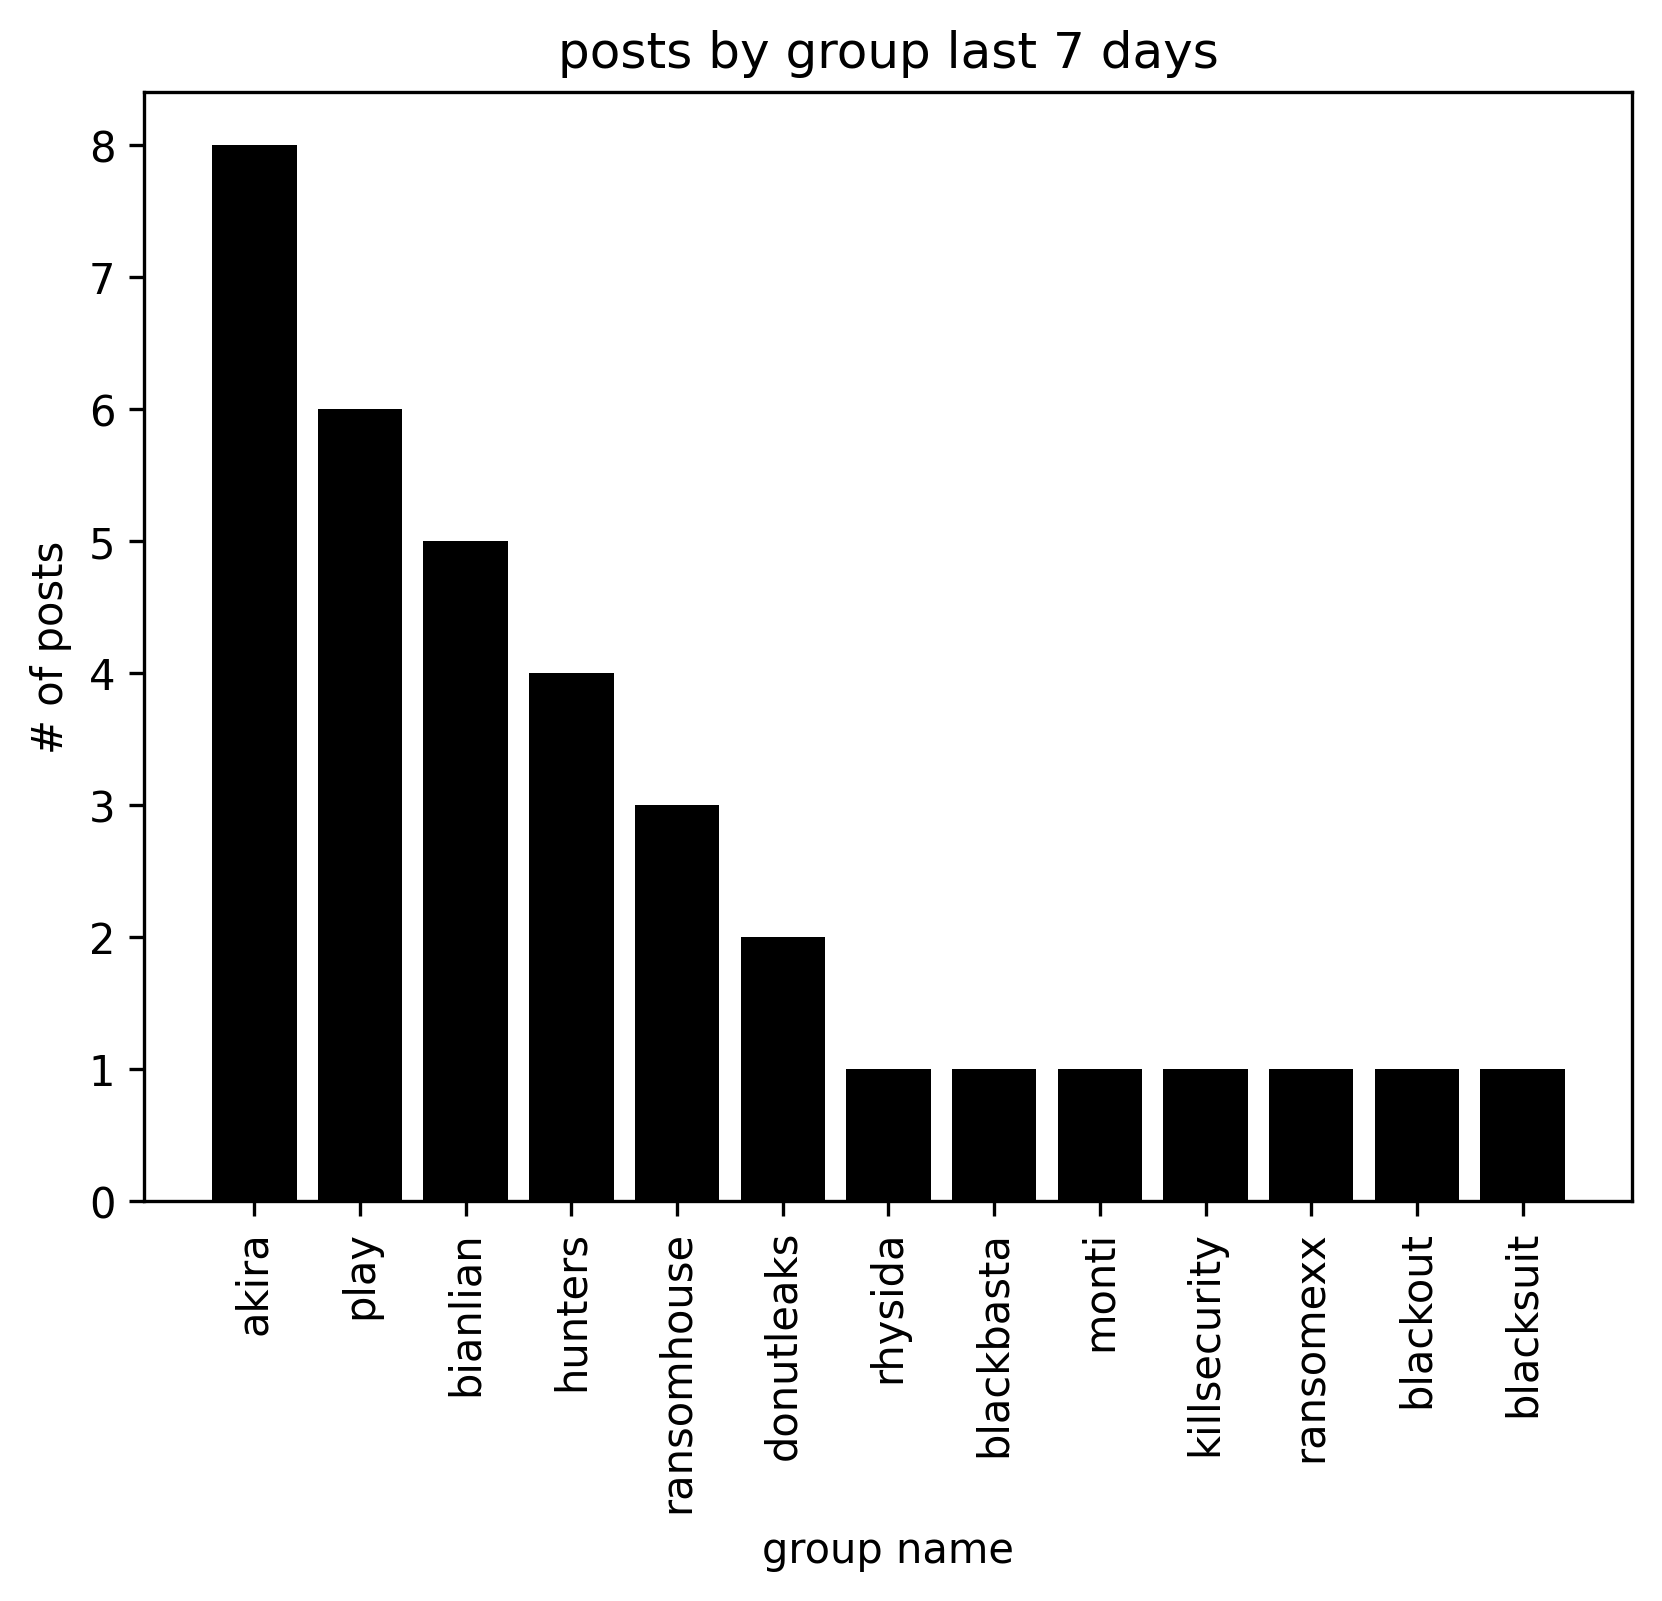 posts by group last 7 days
# of posts
8
7
6
5
4
3
2
1
0
akira
play
bianlian
hunters
ransomhouse
donutleaks
rhysida
blackbasta
monti
killsecurity
ransomexx
blackout
blacksuit
group name